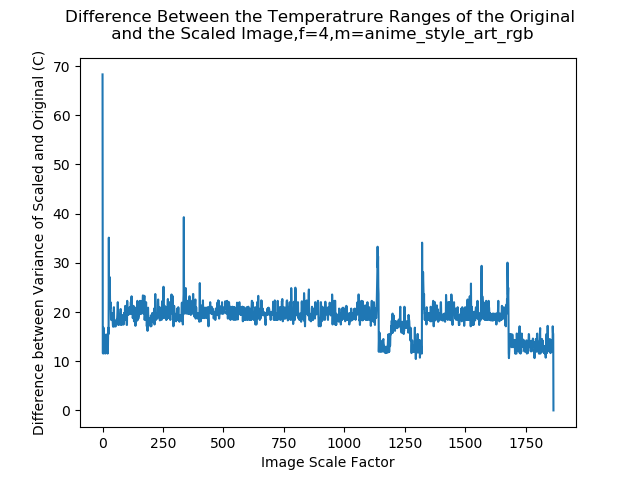 Difference Between the Temperatrure Ranges of the Original
and the Scaled Image,f=4,m=anime_style_art_rgb
Difference between Variance of Scaled and Original (C)
70
60
50
40
30
20
10
0
0 250 500 750 1000 1250 1500 1750
Image Scale Factor